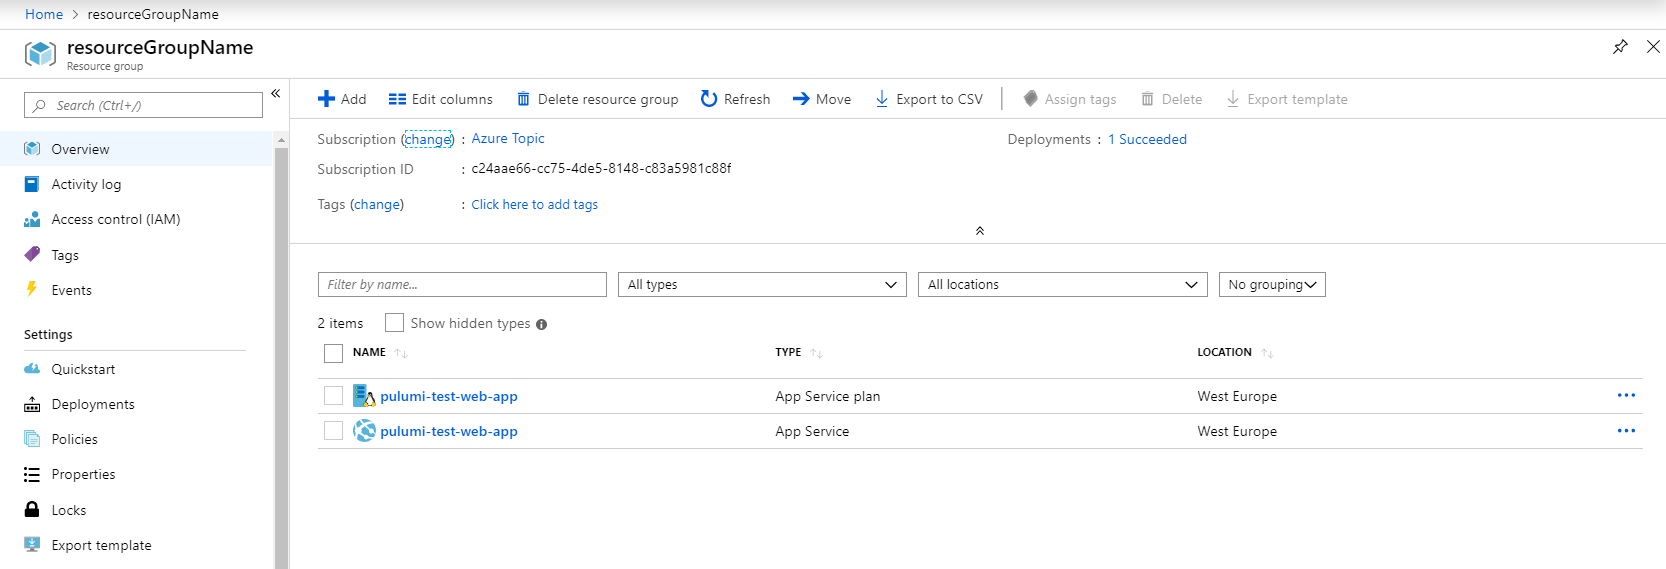 Home > resourceGroupName
resourceGroupName
Resource group
Search (Ctrl+/)
Overview
Activity log
Access control (IAM)
Tags
Events
Settings
Quickstart
Deployments
Policies
Properties
Locks
Export template
Add Edit columns Delete resource group Refresh Move Export to CSV Assign tags Delete Export template
Subscription (change) : Azure Topic Deployments : 1 Succeeded
Subscription ID : c24aae66-cc75-4de5-8148-c83a5981c88f
Tags (change) : Click here to add tags
Filter by name... All types All locations No grouping
2 items Show hidden types
NAME TYPE LOCATION
pulumi-test-web-app App Service plan West Europe
pulumi-test-web-app App Service West Europe